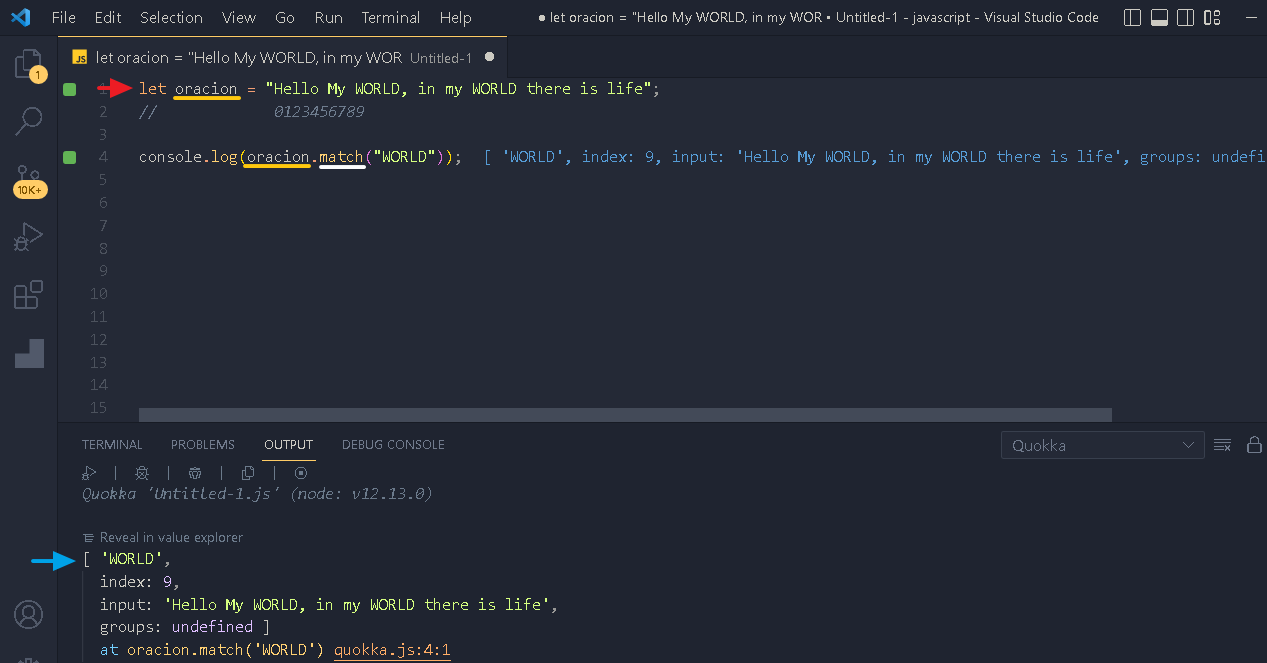 File Edit Selection View Go Run Terminal Help ● let oracion = "Hello My WORLD, in my WOR • Untitled-1 - javascript - Visual Studio Code
JS let oracion = "Hello My WORLD, in my WOR Untitled-1 ●
1
1 let oracion = "Hello My WORLD, in my WORLD there is life";
2 // 0123456789
3
4 console.log(oracion.match("WORLD")); [ 'WORLD', index: 9, input: 'Hello My WORLD, in my WORLD there is life', groups: undefi
5
10K+
6
7
8
9
10
11
12
13
14
15
TERMINAL PROBLEMS OUTPUT DEBUG CONSOLE Quokka
Quokka 'Untitled-1.js' (node: v12.13.0)
Reveal in value explorer
[ 'WORLD',
index: 9,
input: 'Hello My WORLD, in my WORLD there is life',
groups: undefined ]
at oracion.match('WORLD') quokka.js:4:1